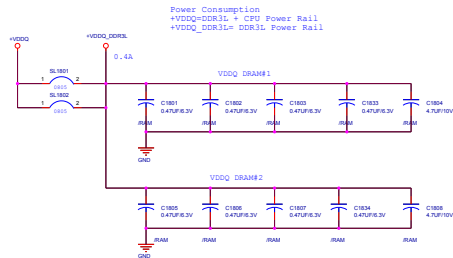 Power Consumption
+VDDQ=DDR3L + CPU Power Rail
+VDDQ_DDR3L= DDR3L Power Rail
+VDDQ
+VDDQ_DDR3L
0.4A
SL1801
1 2
0805
SL1802
1 2
0805
VDDQ DRAM#1
C1801 C1802 C1803 C1833 C1804
0.47UF/6.3V 0.47UF/6.3V 0.47UF/6.3V 0.47UF/6.3V 4.7UF/10V
/RAM /RAM /RAM /RAM /RAM
GND
VDDQ DRAM#2
C1805 C1806 C1807 C1834 C1808
0.47UF/6.3V 0.47UF/6.3V 0.47UF/6.3V 0.47UF/6.3V 4.7UF/10V
/RAM /RAM /RAM /RAM /RAM
GND